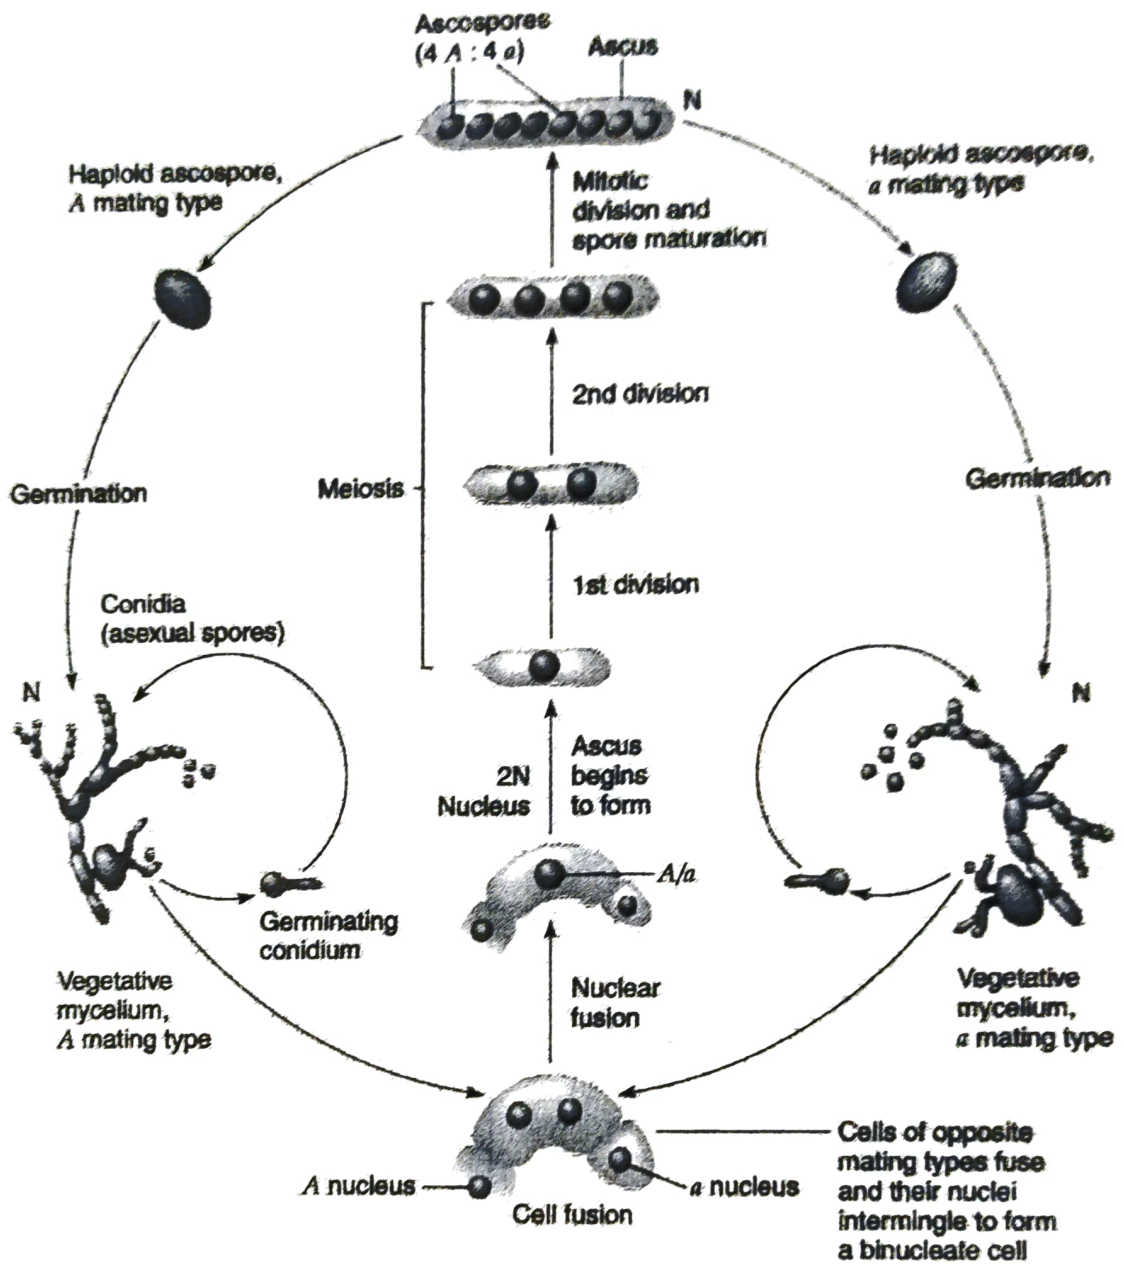 Ascospores
(4 A : 4 a)
Ascus
N
Haploid ascospore,
A mating type
Haploid ascospore,
a mating type
Mitotic
division and
spore maturation
2nd division
Germination
Meiosis
Germination
1st division
Conidia
(asexual spores)
N
N
2N
Nucleus
Ascus
begins
to form
A/a
Germinating
conidium
Vegetative
mycelium,
A mating type
Nuclear
fusion
Vegetative
mycelium,
a mating type
A nucleus
a nucleus
Cell fusion
Cells of opposite
mating types fuse
and their nuclei
intermingle to form
a binucleate cell